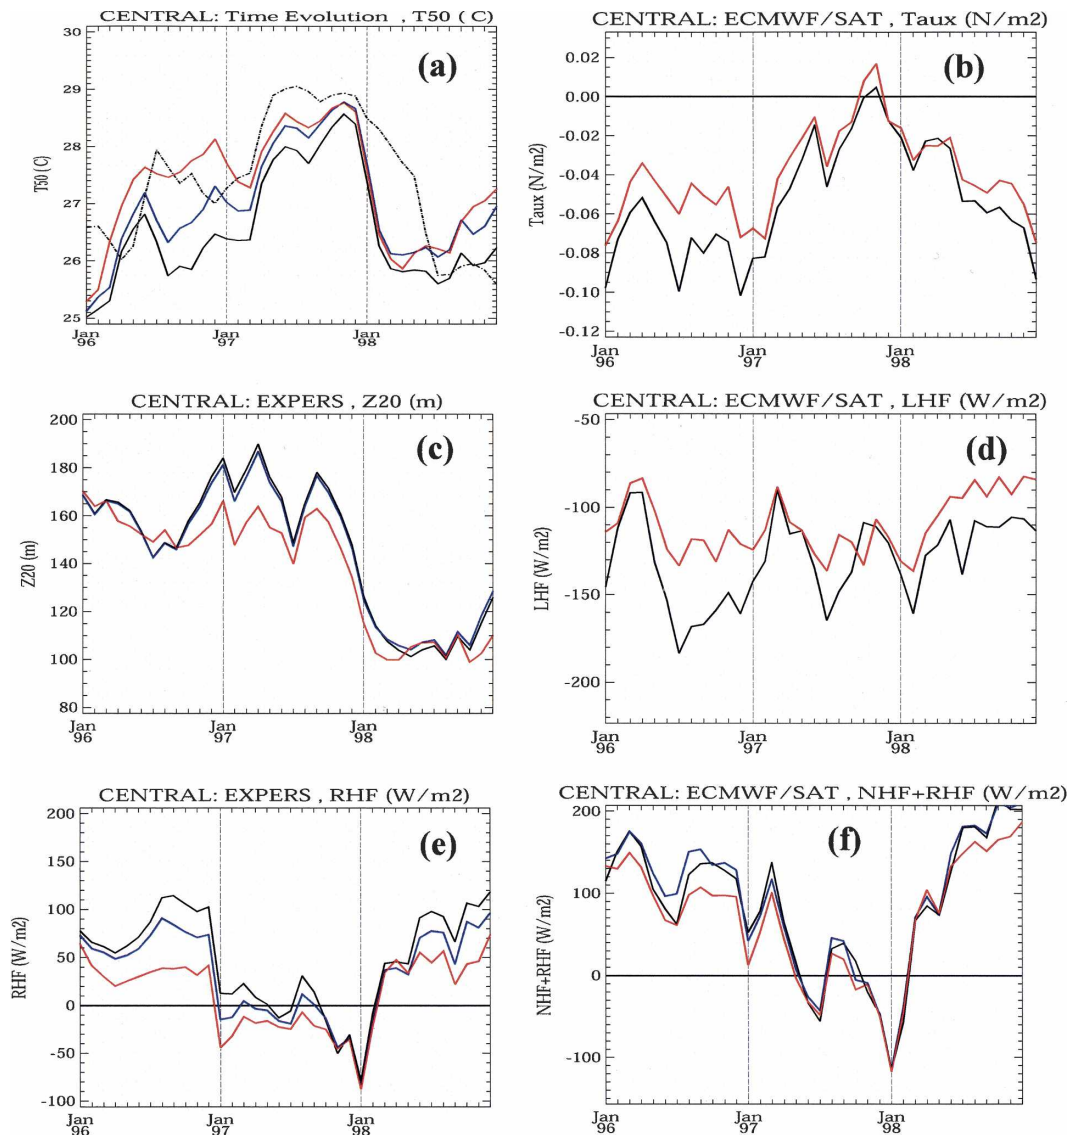 CENTRAL: Time Evolution , T50 ( C)
30
29
28
27
26
25
T50 (C)
(a)
Jan
96
Jan
97
Jan
98
CENTRAL: ECMWF/SAT , Taux (N/m2)
0.02
0.00
-0.02
-0.04
-0.06
-0.08
-0.10
-0.12
Taux (N/m2)
(b)
Jan
96
Jan
97
Jan
98
CENTRAL: EXPERS , Z20 (m)
200
180
160
140
120
100
80
Z20 (m)
(c)
Jan
96
Jan
97
Jan
98
CENTRAL: ECMWF/SAT , LHF (W/m2)
-50
-100
-150
-200
LHF (W/m2)
(d)
Jan
96
Jan
97
Jan
98
CENTRAL: EXPERS , RHF (W/m2)
200
150
100
50
0
-50
-100
RHF (W/m2)
(e)
Jan
96
Jan
97
Jan
98
CENTRAL: ECMWF/SAT , NHF+RHF (W/m2)
200
100
0
-100
NHF+RHF (W/m2)
(f)
Jan
96
Jan
97
Jan
98